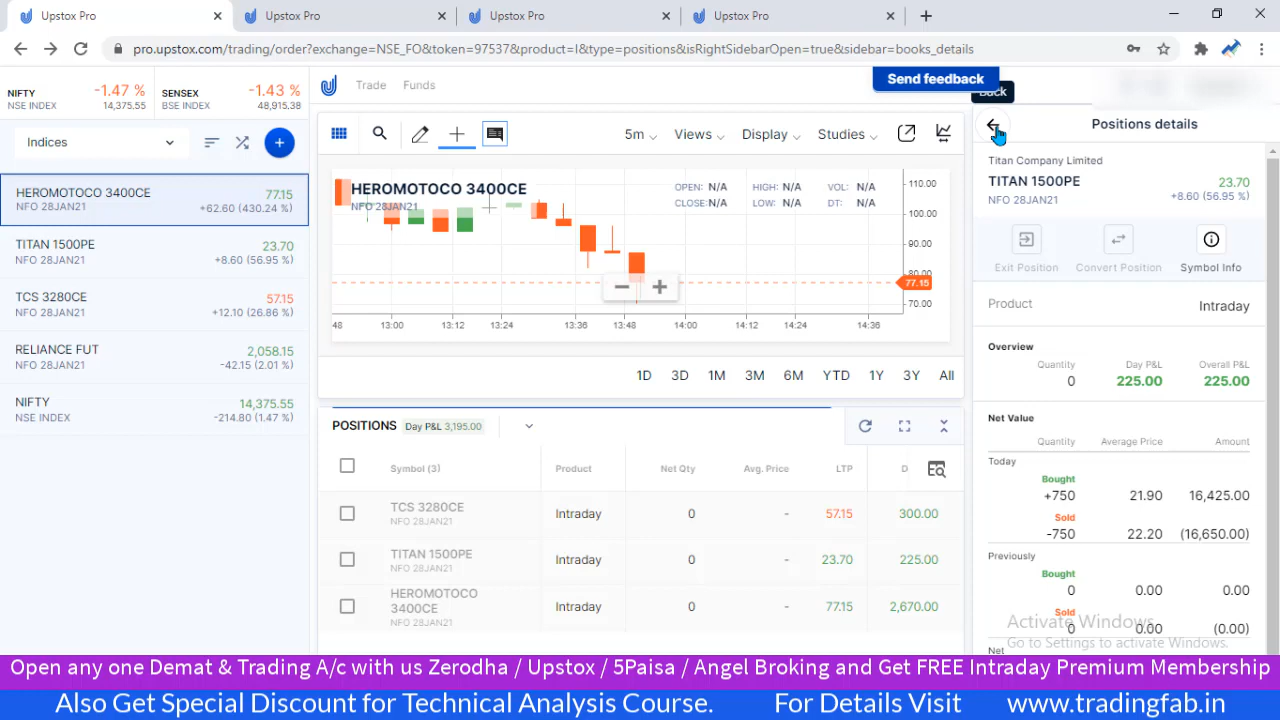 Upstox Pro
Upstox Pro
Upstox Pro
Upstox Pro
pro.upstox.com/trading/order?exchange=NSE_FO&token=97537&product=I&type=positions&isRightSidebarOpen=true&sidebar=books_details
NIFTY -1.47 %
NSE INDEX 14,375.55
SENSEX -1.43 %
BSE INDEX 48,915.38
Trade Funds
Send feedback
Back
Indices
HEROMOTOCO 3400CE 77.15
NFO 28JAN21 +62.60 (430.24 %)
TITAN 1500PE 23.70
NFO 28JAN21 +8.60 (56.95 %)
TCS 3280CE 57.15
NFO 28JAN21 +12.10 (26.86 %)
RELIANCE FUT 2,058.15
NFO 28JAN21 -42.15 (2.01 %)
NIFTY 14,375.55
NSE INDEX -214.80 (1.47 %)
5m Views Display Studies
HEROMOTOCO 3400CE
NFO 28JAN21
OPEN: N/A HIGH: N/A VOL: N/A
CLOSE: N/A LOW: N/A DT: N/A
110.00
100.00
90.00
80.00
77.15
70.00
48 13:00 13:12 13:24 13:36 13:48 14:00 14:12 14:24 14:36
1D 3D 1M 3M 6M YTD 1Y 3Y All
POSITIONS Day P&L 3,195.00
Symbol (3) Product Net Qty Avg. Price LTP D
TCS 3280CE Intraday 0 - 57.15 300.00
NFO 28JAN21
TITAN 1500PE Intraday 0 - 23.70 225.00
NFO 28JAN21
HEROMOTOCO
3400CE Intraday 0 - 77.15 2,670.00
NFO 28JAN21
Positions details
Titan Company Limited
TITAN 1500PE 23.70
NFO 28JAN21 +8.60 (56.95 %)
Exit Position Convert Position Symbol Info
Product Intraday
Overview
Quantity Day P&L Overall P&L
0 225.00 225.00
Net Value
Quantity Average Price Amount
Today
Bought
+750 21.90 16,425.00
Sold
-750 22.20 (16,650.00)
Previously
Bought
0 0.00 0.00
Sold
0 0.00 (0.00)
Net
Activate Windows
Go to Settings to activate Windows.
Open any one Demat & Trading A/c with us Zerodha / Upstox / 5Paisa / Angel Broking and Get FREE Intraday Premium Membership
Also Get Special Discount for Technical Analysis Course. For Details Visit www.tradingfab.in